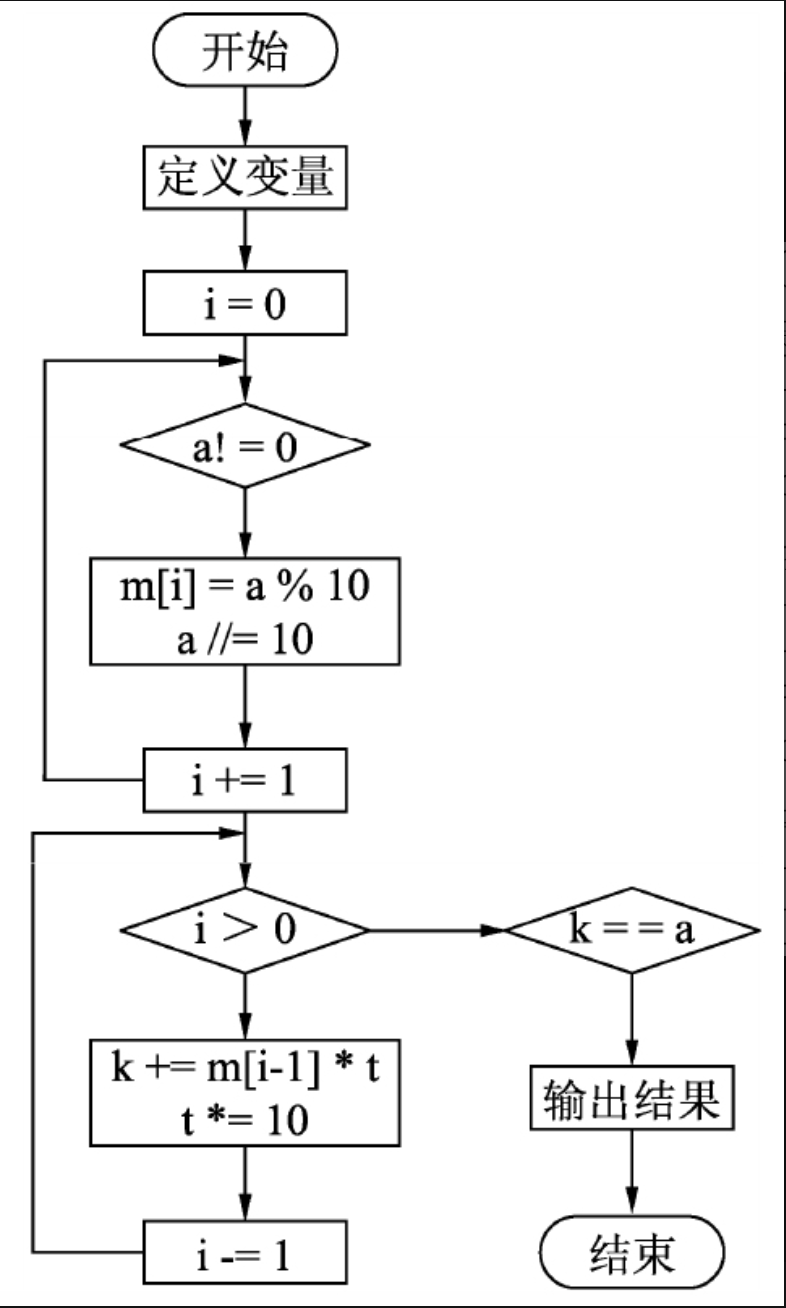 开始
定义变量
i = 0
a! = 0
m[i] = a % 10
a //= 10
i += 1
i > 0
k = = a
k += m[i-1] * t
t *= 10
输出结果
i -= 1
结束